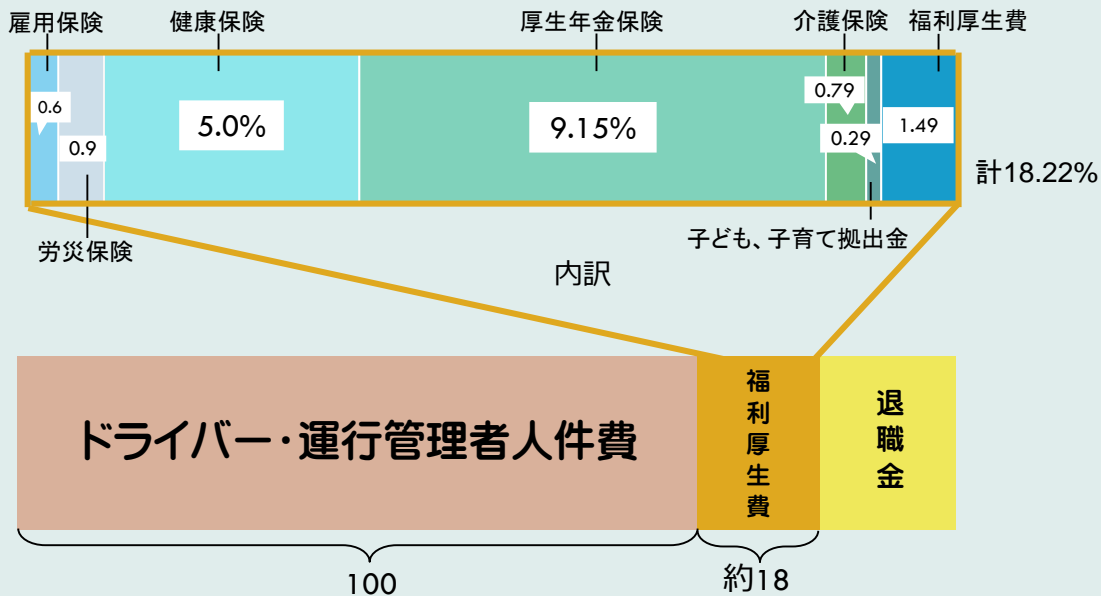 雇用保険
健康保険
厚生年金保険
介護保険
福利厚生費
0.6
0.9
5.0%
9.15%
0.79
0.29
1.49
計18.22%
労災保険
子ども、子育て拠出金
内訳
ドライバー・運行管理者人件費
福利厚生費
退職金
100
約18